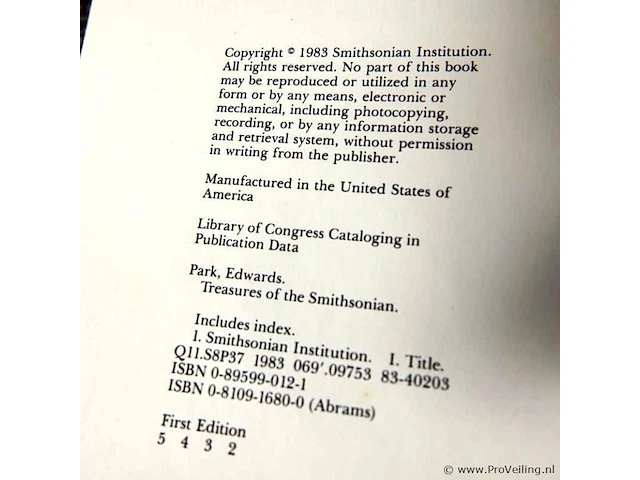 Copyright © 1983 Smithsonian Institution.
All rights reserved. No part of this book
may be reproduced or utilized in any
form or by any means, electronic or
mechanical, including photocopying,
recording, or by any information storage
and retrieval system, without permission
in writing from the publisher.
Manufactured in the United States of
America
Library of Congress Cataloging in
Publication Data
Park, Edwards.
Treasures of the Smithsonian.
Includes index.
1. Smithsonian Institution. I. Title.
Q11.S8P37 1983 069'.09753 83-40203
ISBN 0-89599-012-1
ISBN 0-8109-1680-0 (Abrams)
First Edition
5 4 3 2
© www.ProVeiling.nl